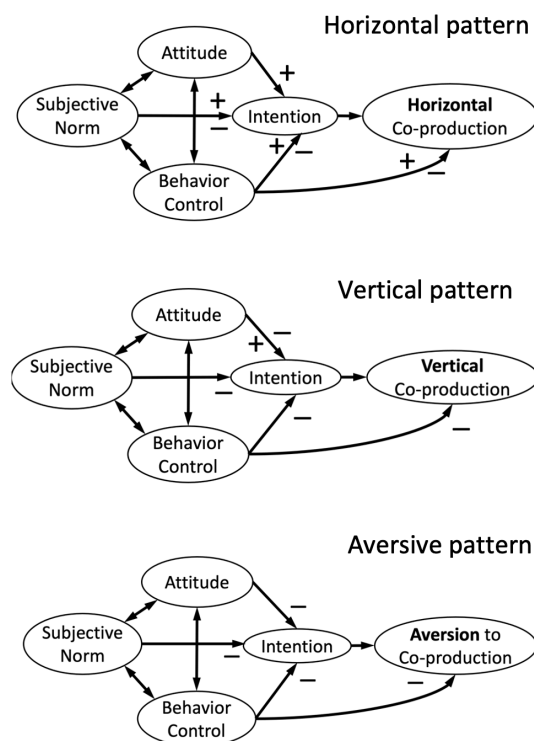 Horizontal pattern
Attitude
+
Subjective
Norm
+
−
Intention
Horizontal
Co-production
+
−
Behavior
Control
+
−
Vertical pattern
Attitude
−
+
Subjective
Norm
−
Intention
Vertical
Co-production
−
Behavior
Control
−
Aversive pattern
Attitude
−
Subjective
Norm
−
Intention
Aversion to
Co-production
−
−
Behavior
Control